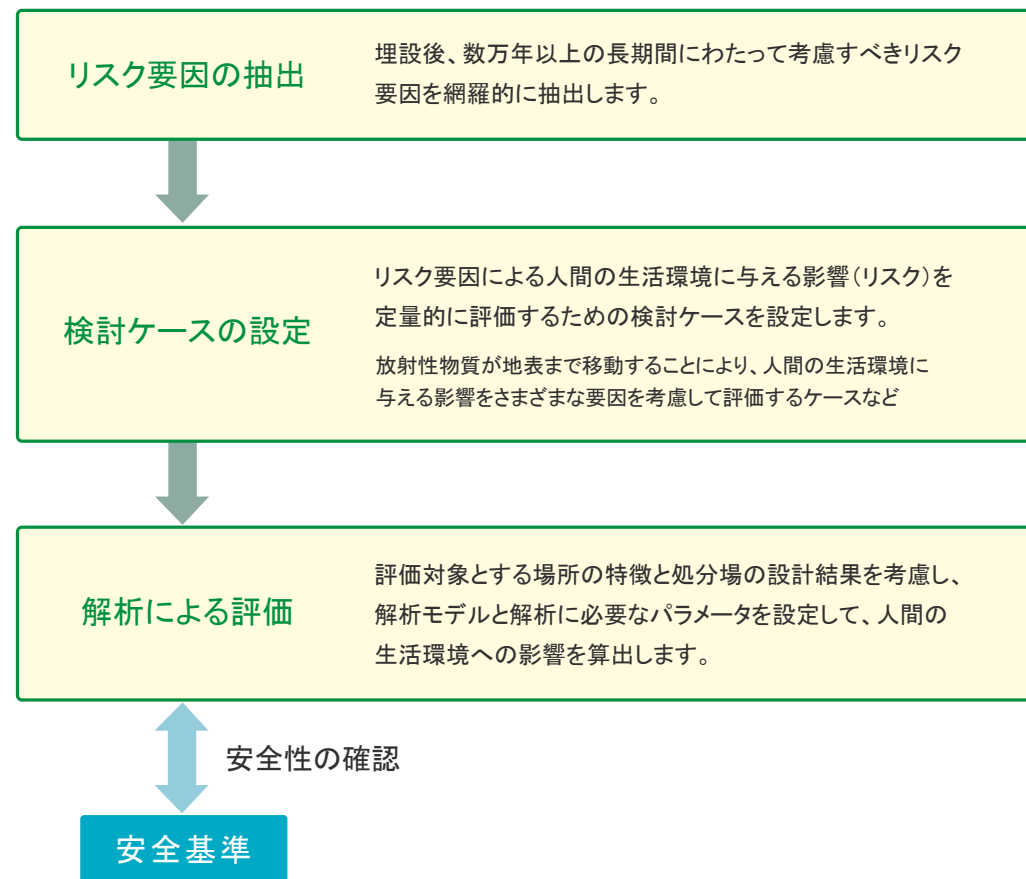 リスク要因の抽出
埋設後、数万年以上の長期間にわたって考慮すべきリスク
要因を網羅的に抽出します。
検討ケースの設定
リスク要因による人間の生活環境に与える影響（リスク）を
定量的に評価するための検討ケースを設定します。
放射性物質が地表まで移動することにより、人間の生活環境に
与える影響をさまざまな要因を考慮して評価するケースなど
解析による評価
評価対象とする場所の特徴と処分場の設計結果を考慮し、
解析モデルと解析に必要なパラメータを設定して、人間の
生活環境への影響を算出します。
安全性の確認
安全基準